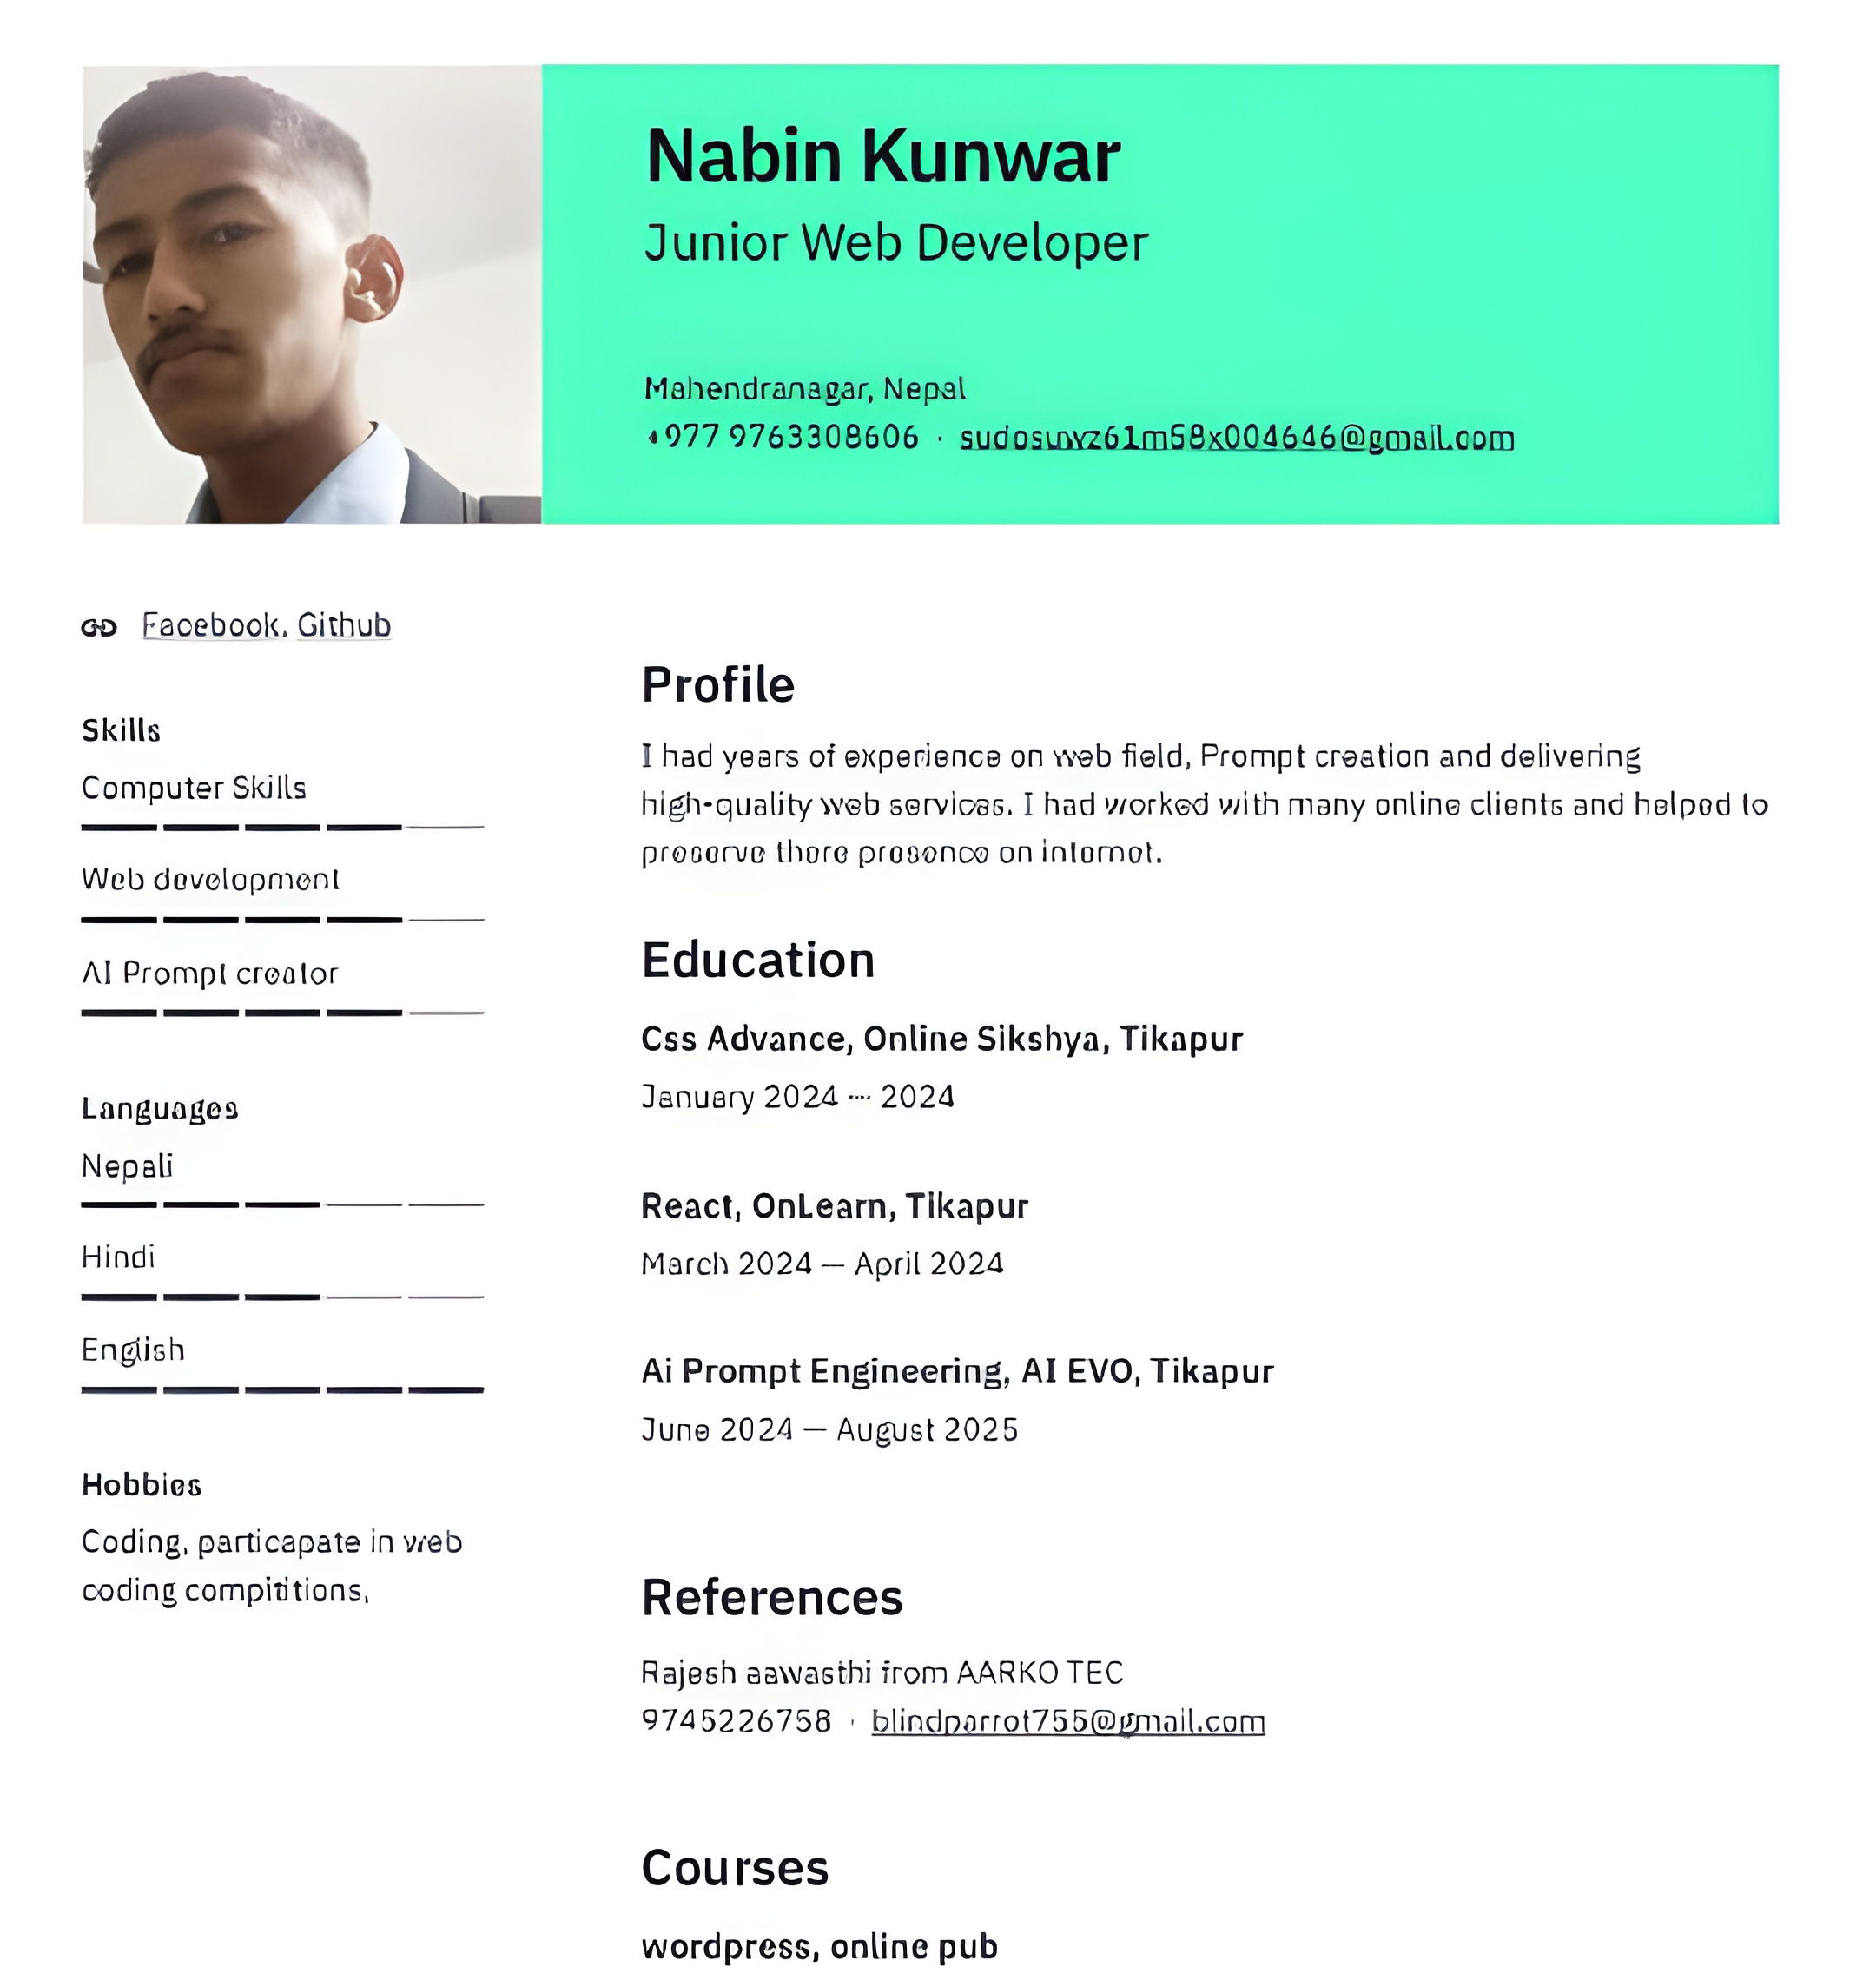 Nabin Kunwar
Junior Web Developer
Mahendranagar, Nepal
+977 9763308606 ·
Facebook, Github
Skills
Computer Skills
Web development
AI Prompt creator
Languages
Nepali
Hindi
English
Hobbies
Coding, particapate in web
coding compititions,
Profile
I had years of experience on web field, Prompt creation and delivering
high-quality web services. I had worked with many online clients and helped to
preserve there presence on internet.
Education
Css Advance, Online Sikshya, Tikapur
January 2024 — 2024
React, OnLearn, Tikapur
March 2024 — April 2024
Ai Prompt Engineering, AI EVO, Tikapur
June 2024 — August 2025
References
Rajesh aawasthi from AARKO TEC
9745226758 · blindparrot755@gmail.com
Courses
wordpress, online pub